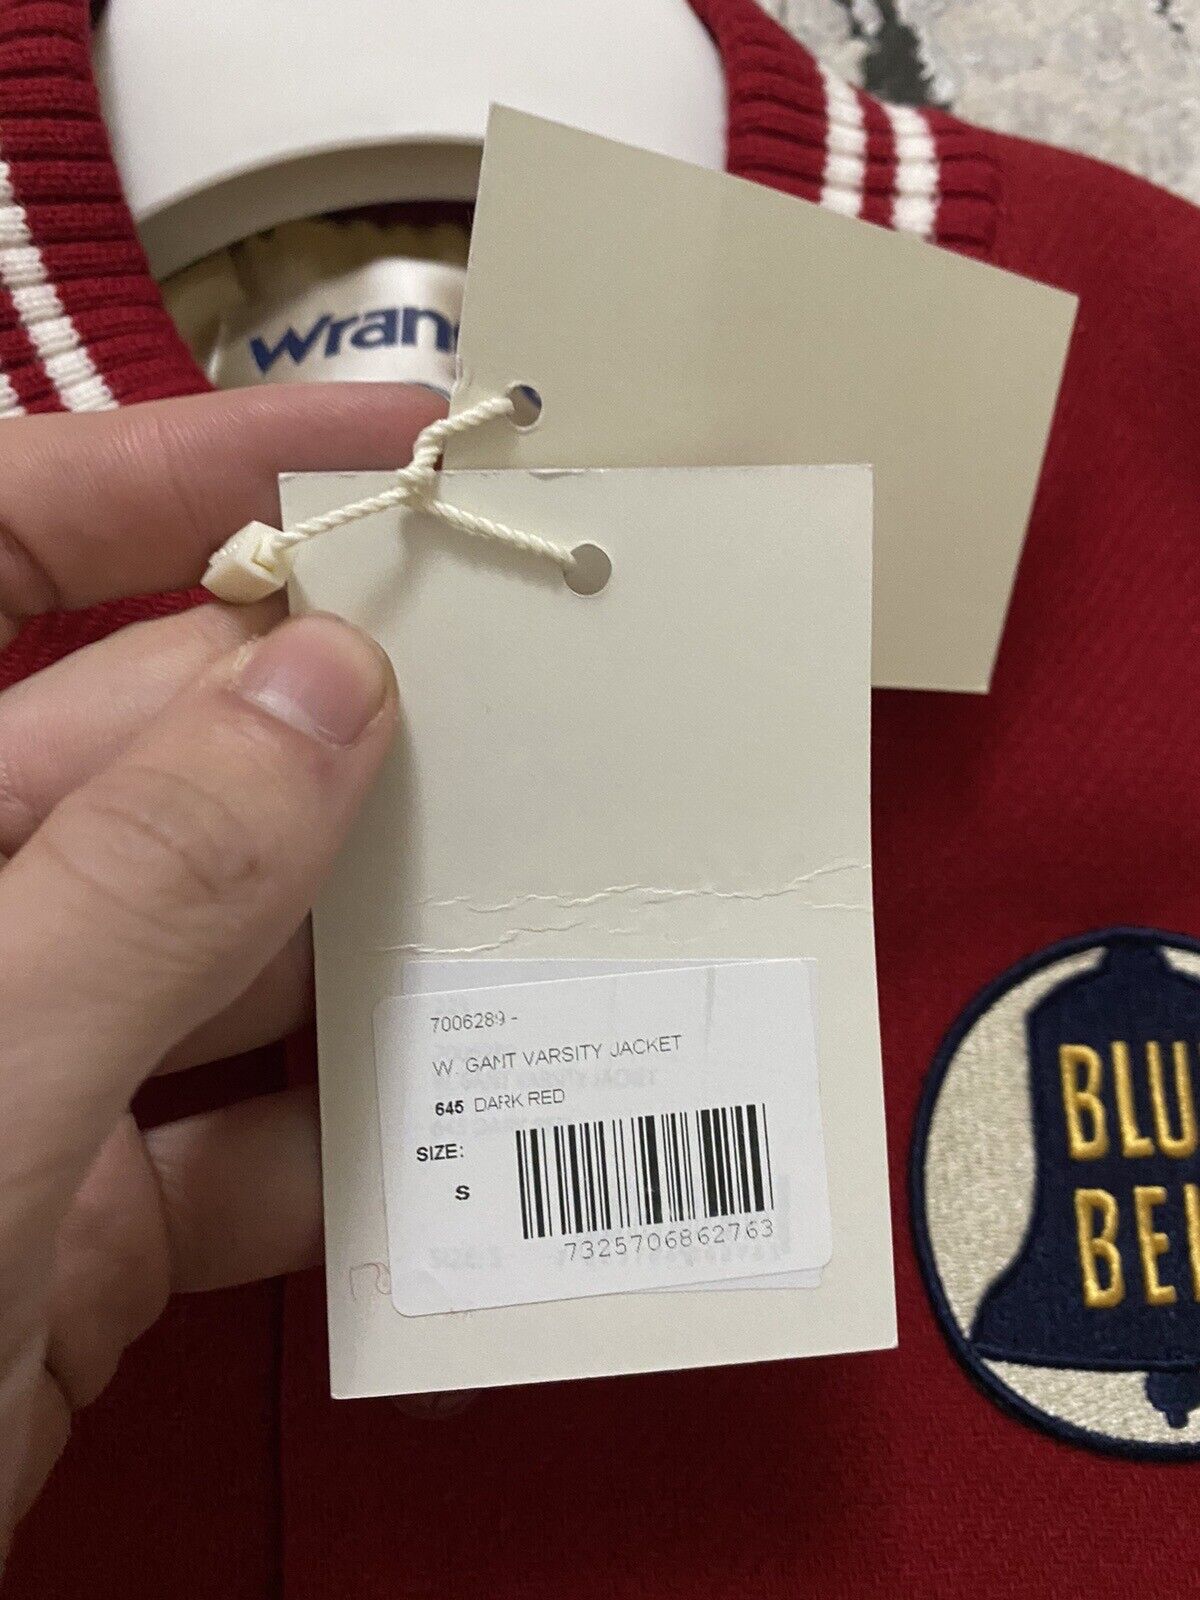 Wran
7006289 -
W. GANT VARSITY JACKET
645 DARK RED
SIZE:
S
7325706862763
BLU
BE